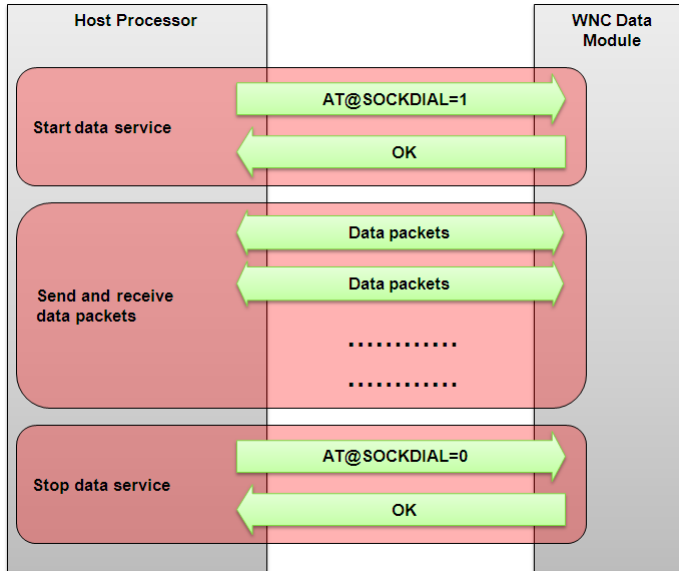 Host Processor
WNC Data
Module
Start data service
AT@SOCKDIAL=1
OK
Send and receive
data packets
Data packets
Data packets
............
............
Stop data service
AT@SOCKDIAL=0
OK